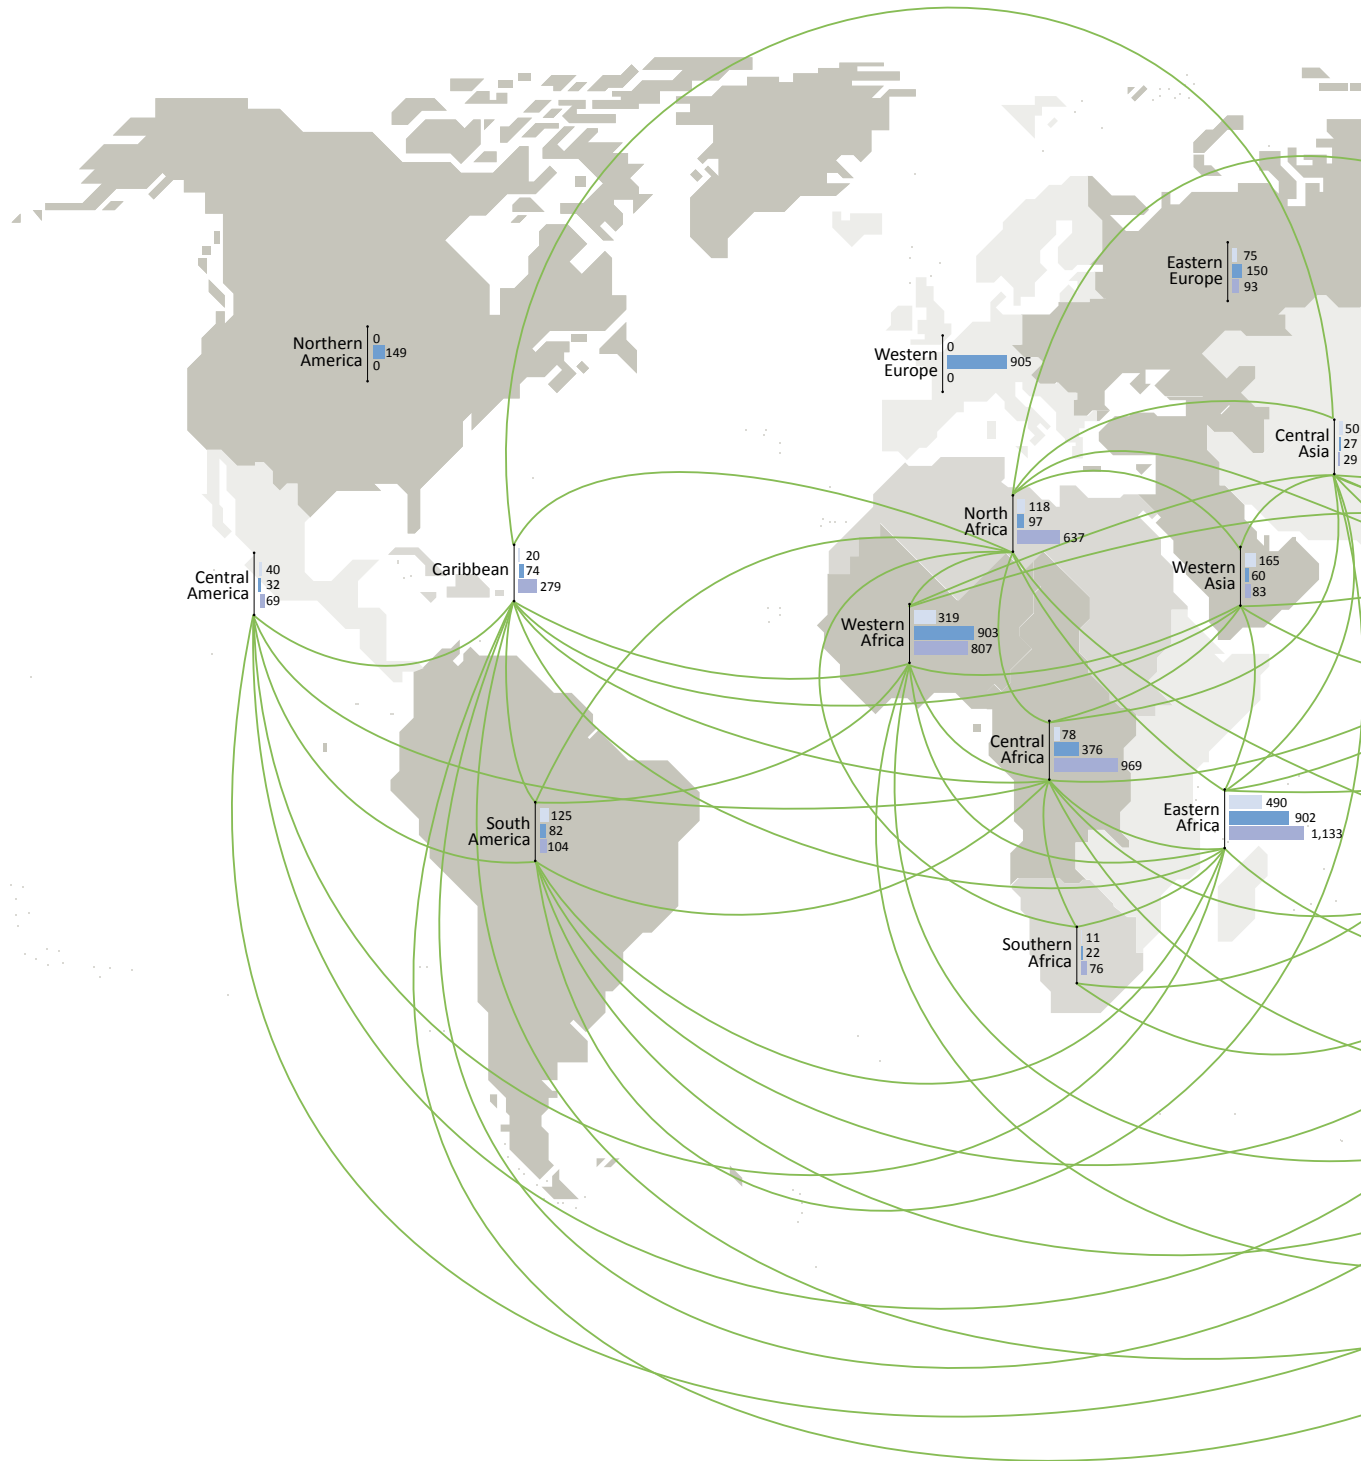 Eastern
Europe
75
150
93
Northern
America
0
149
0
Western
Europe
0
905
0
Central
Asia
50
27
29
North
Africa
118
97
637
Central
America
40
32
69
Caribbean
20
74
279
Western
Asia
165
60
83
Western
Africa
319
903
807
Central
Africa
78
376
969
South
America
125
82
104
Eastern
Africa
490
902
1,133
Southern
Africa
11
22
76